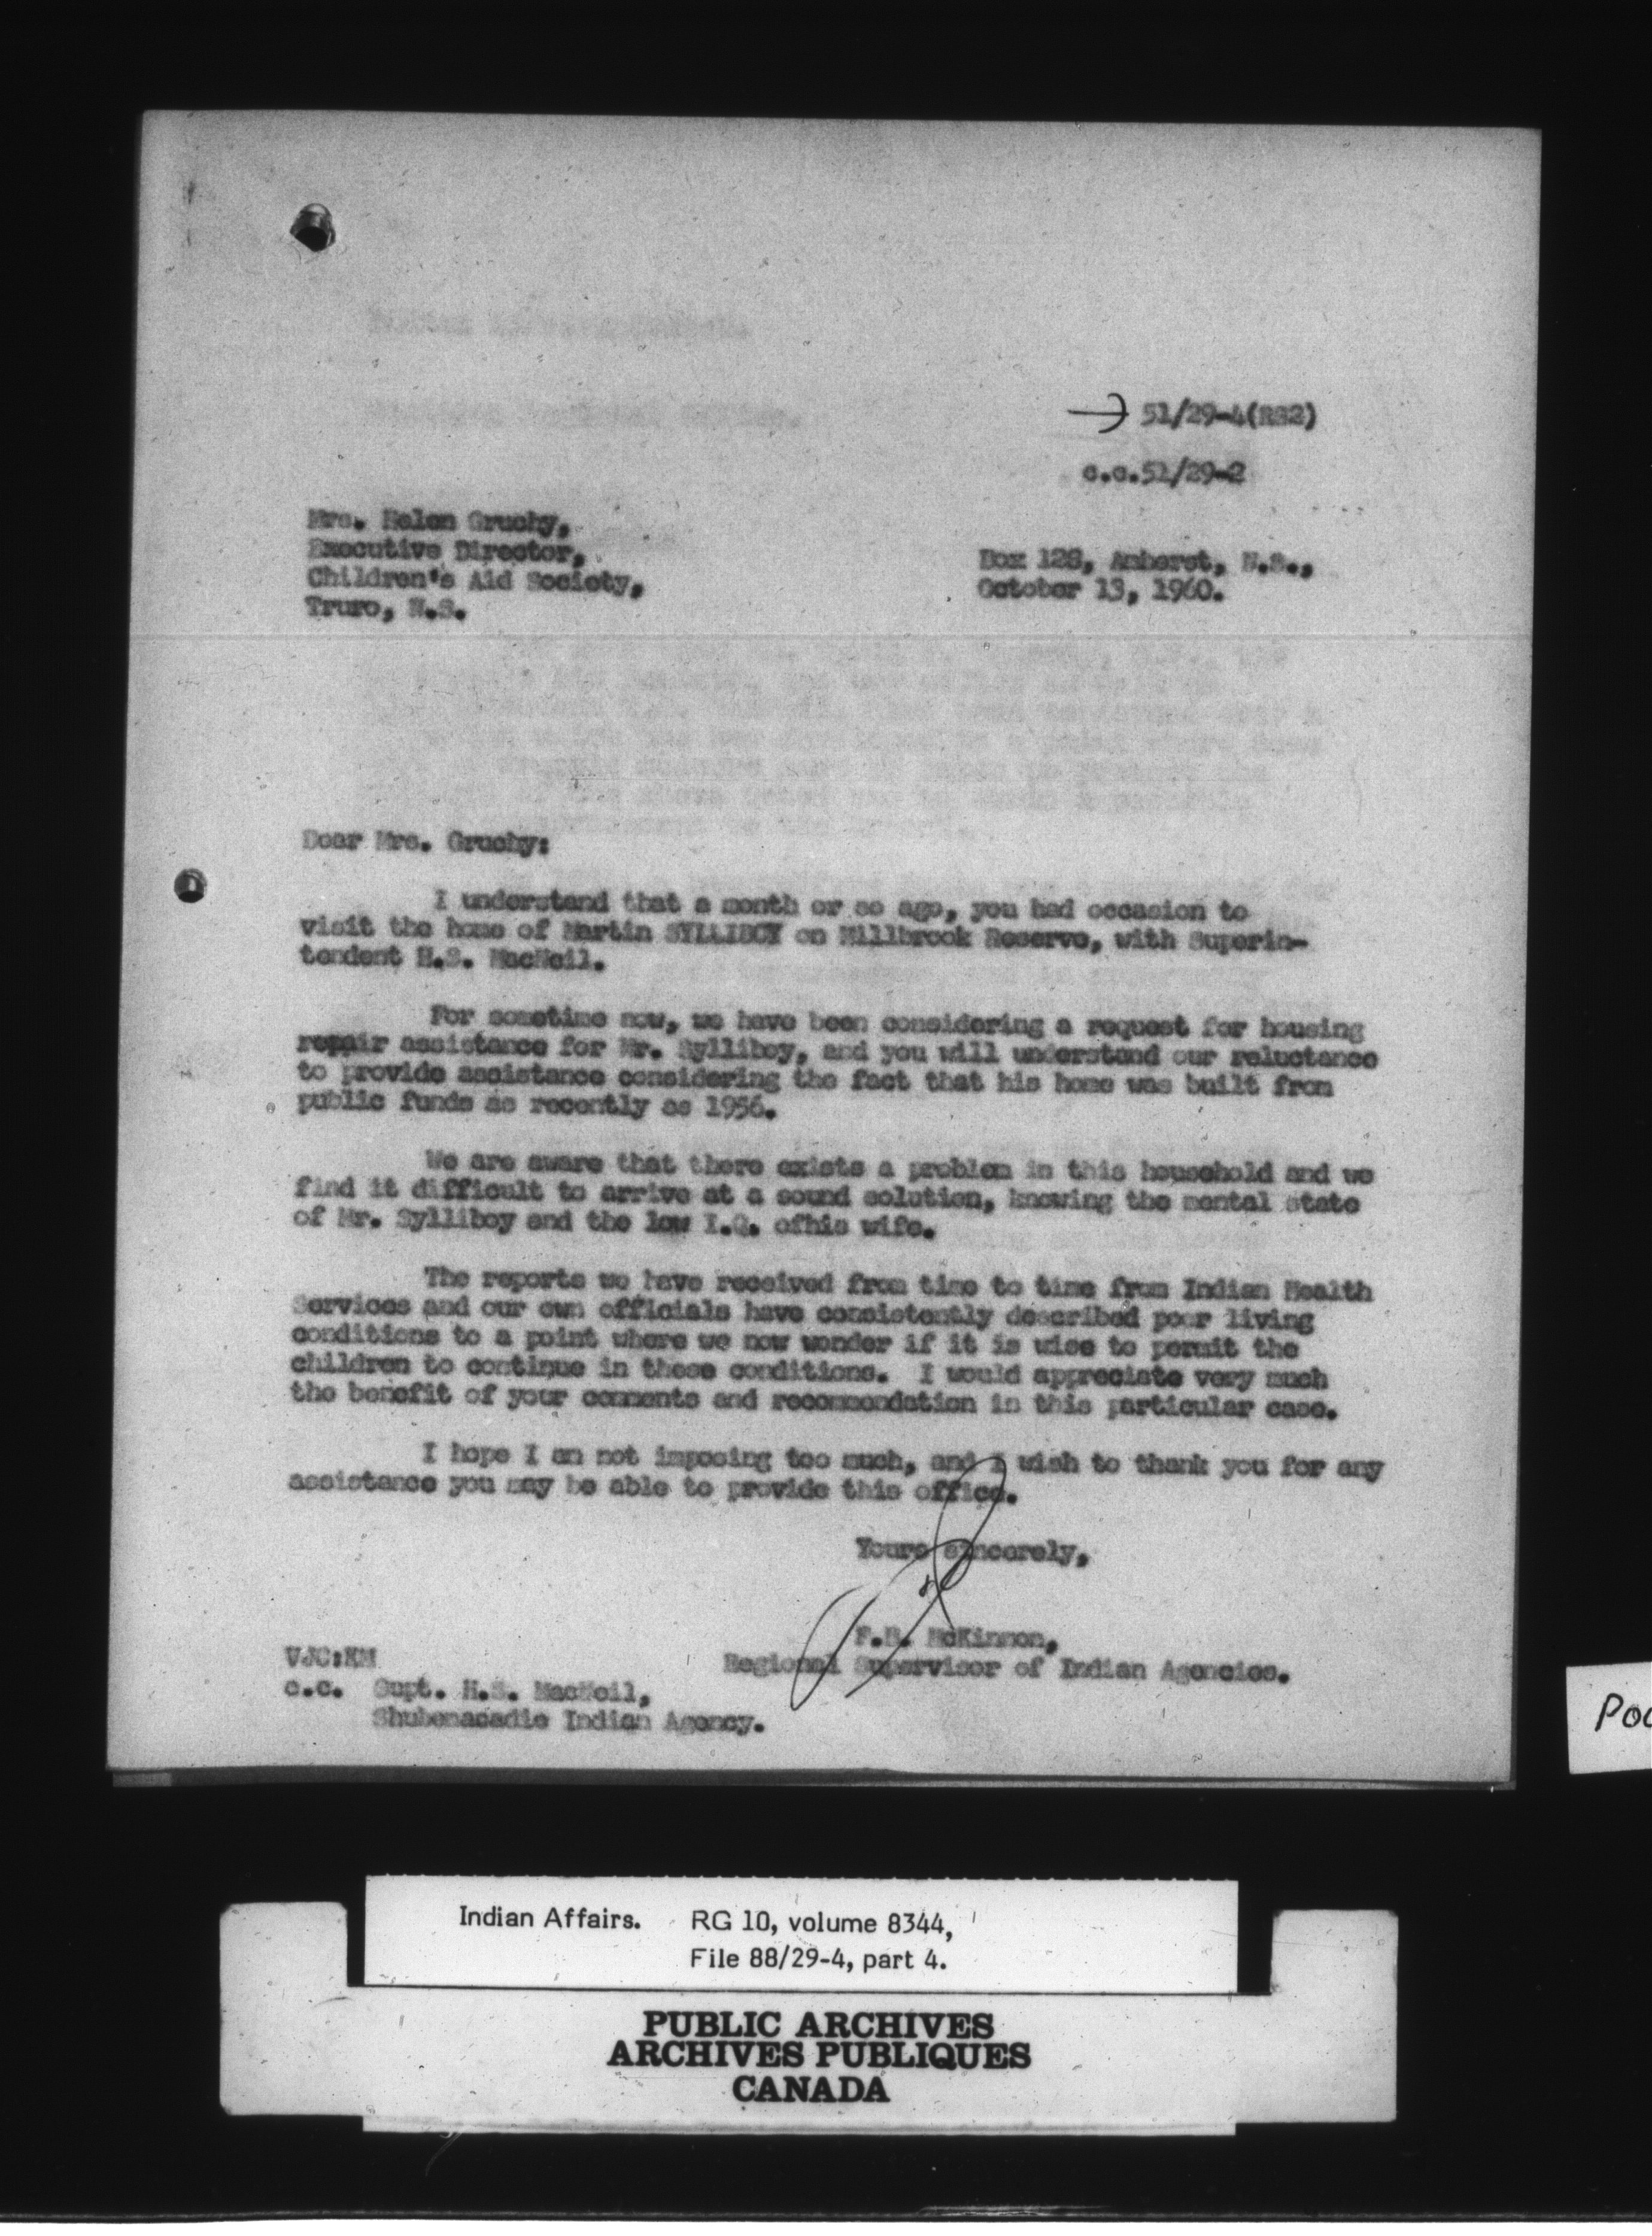 51/29-4(RS2)
c.c.51/29-2
Mrs. Helen Gruchy,
Executive Director,
Children's Aid Society,
Truro, N.S.
Box 128, Amherst, N.S.,
October 13, 1960.
Dear Mrs. Gruchy:
I understand that a month or so ago, you had occasion to
visit the home of Martin SYLLIBOY on Millbrook Reserve, with Superin-
tendent H.S. MacNeil.
For sometime now, we have been considering a request for housing
repair assistance for Mr. Sylliboy, and you will understand our reluctance
to provide assistance considering the fact that his home was built from
public funds as recently as 1956.
We are aware that there exists a problem in this household and we
find it difficult to arrive at a sound solution, knowing the mental state
of Mr. Sylliboy and the low I.Q. ofhis wife.
The reports we have received from time to time from Indian Health
Services and our own officials have consistently described poor living
conditions to a point where we now wonder if it is wise to permit the
children to continue in these conditions. I would appreciate very much
the benefit of your comments and recommendation in this particular case.
I hope I am not imposing too much, and I wish to thank you for any
assistance you may be able to provide this office.
Yours sincerely,
F.B. McKinnon,
Regional Supervisor of Indian Agencies.
VJC:KM
c.c. Supt. H.S. MacNeil,
Shubenacadie Indian Agency.
Poo
Indian Affairs. RG 10, volume 8344,
File 88/29-4, part 4.
PUBLIC ARCHIVES
ARCHIVES PUBLIQUES
CANADA